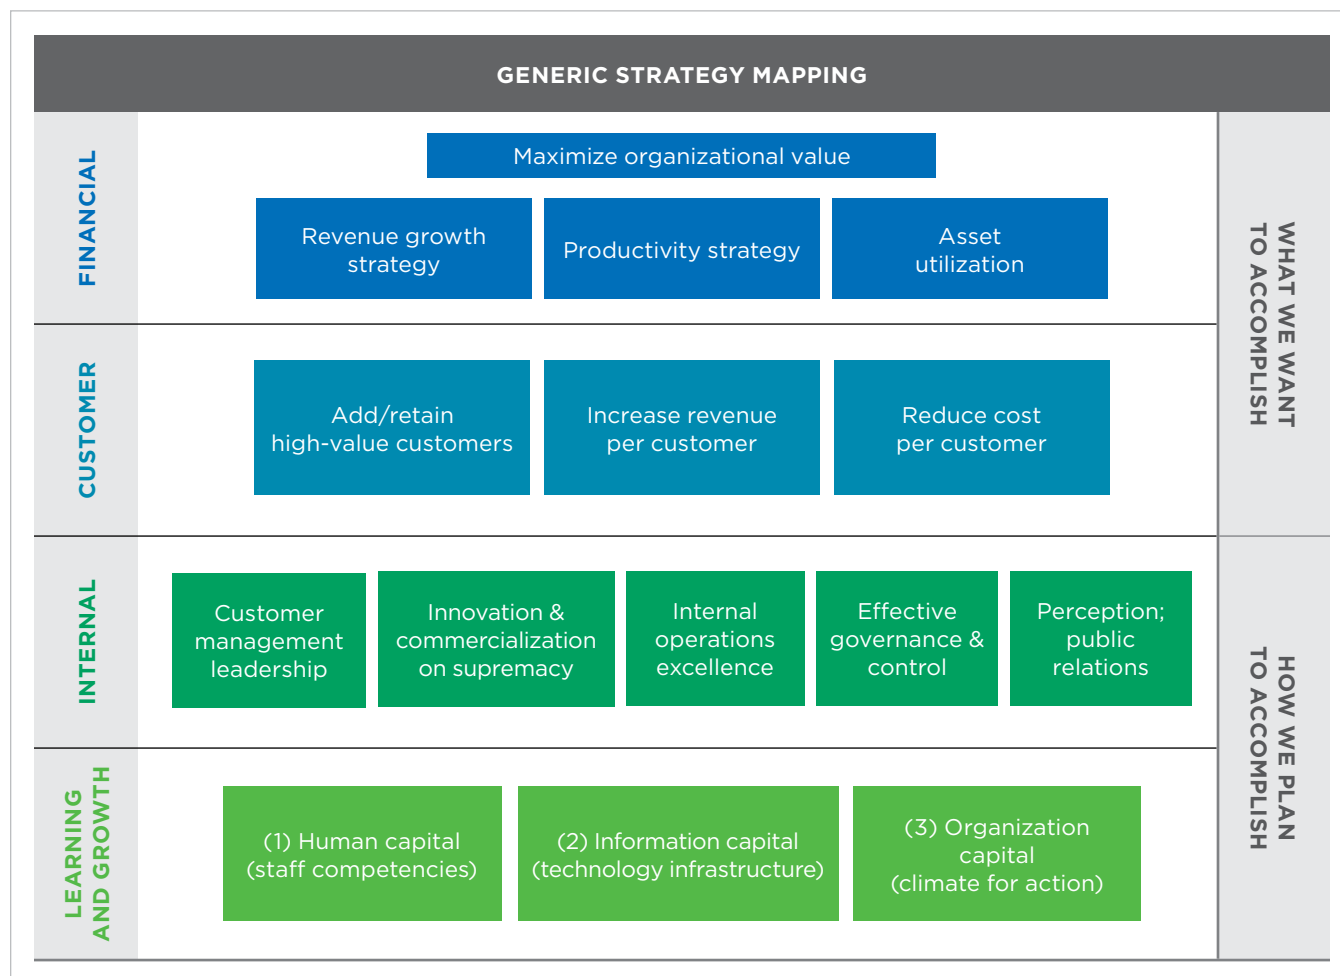 GENERIC STRATEGY MAPPING
FINANCIAL
Maximize organizational value
Revenue growth
strategy
Productivity strategy
Asset
utilization
WHAT WE WANT
TO ACCOMPLISH
CUSTOMER
Add/retain
high-value customers
Increase revenue
per customer
Reduce cost
per customer
INTERNAL
Customer
management
leadership
Innovation &
commercialization
on supremacy
Internal
operations
excellence
Effective
governance &
control
Perception;
public
relations
HOW WE PLAN
TO ACCOMPLISH
LEARNING
AND GROWTH
(1) Human capital
(staff competencies)
(2) Information capital
(technology infrastructure)
(3) Organization
capital
(climate for action)